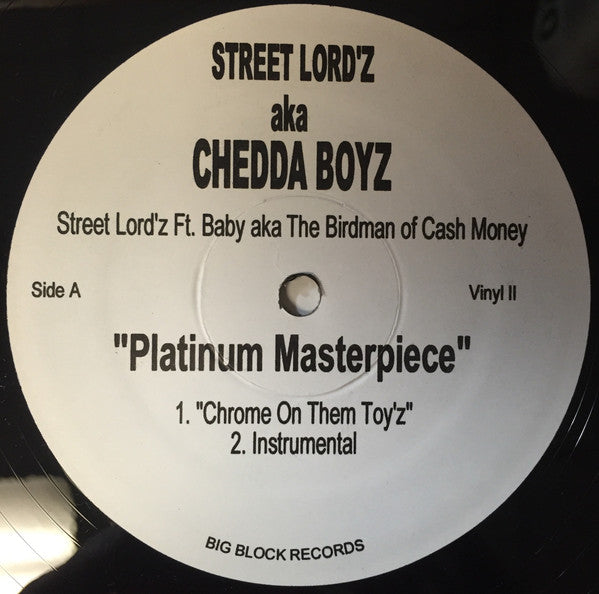 STREET LORD'Z
aka
CHEDDA BOYZ
Street Lord'z Ft. Baby aka The Birdman of Cash Money
Side A
Vinyl II
"Platinum Masterpiece"
1. "Chrome On Them Toy'z"
2. Instrumental
BIG BLOCK RECORDS